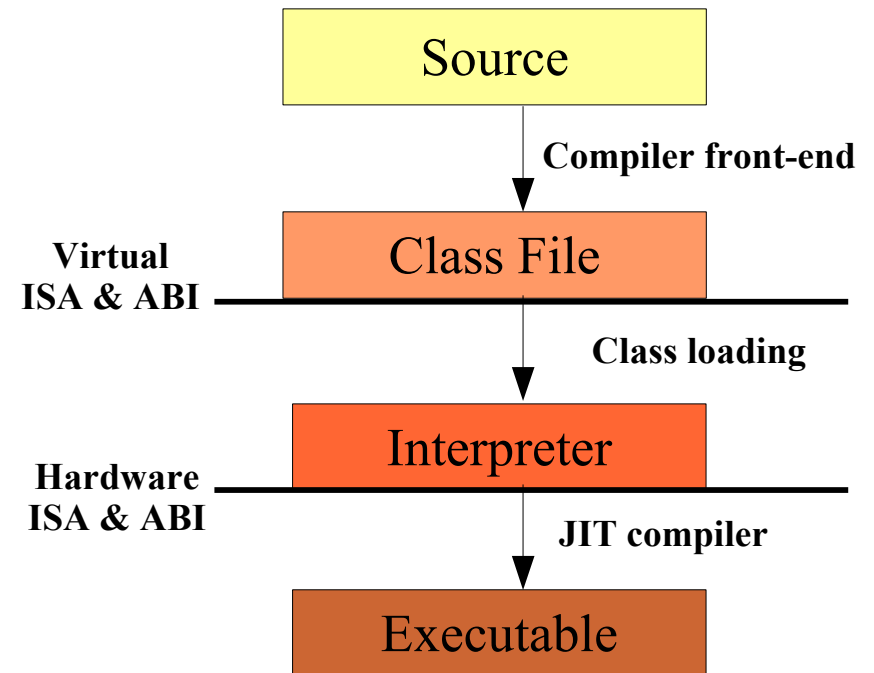 Source
Compiler front-end
Class File
Virtual
ISA & ABI
Class loading
Interpreter
Hardware
ISA & ABI
JIT compiler
Executable